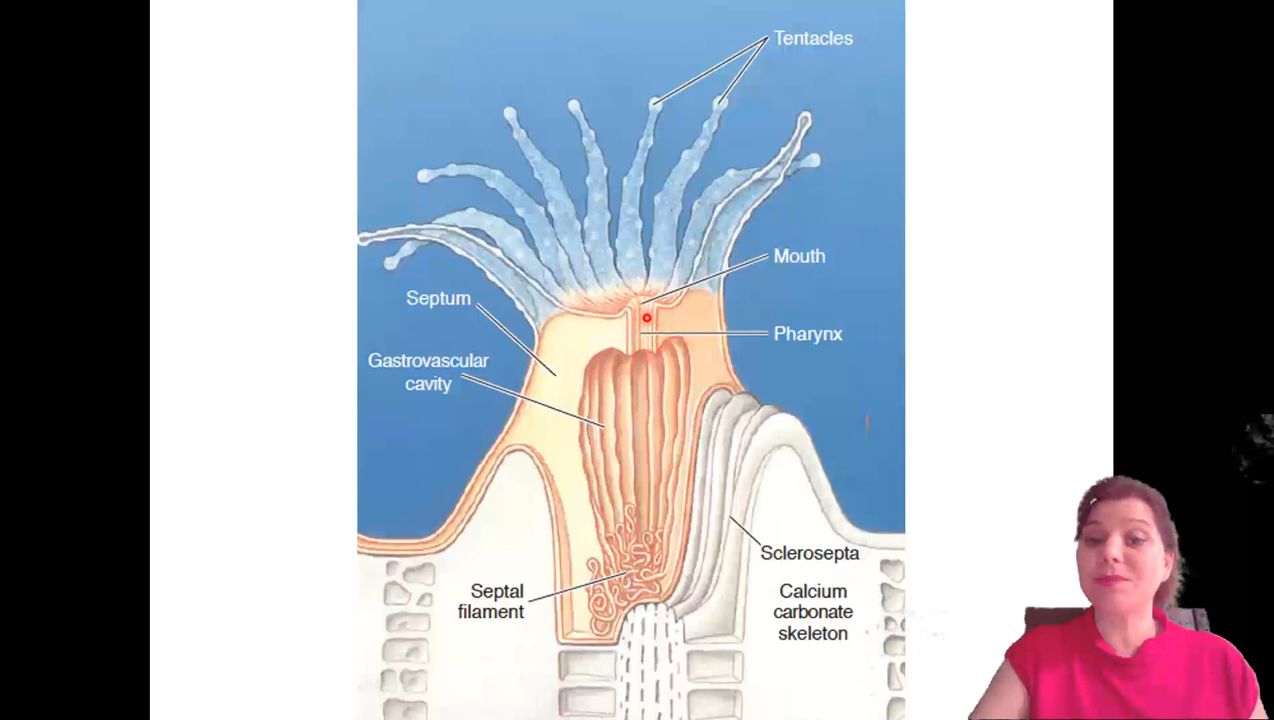 Tentacles
Mouth
Septum
Pharynx
Gastrovascular
cavity
Sclerosepta
Septal
filament
Calcium
carbonate
skeleton